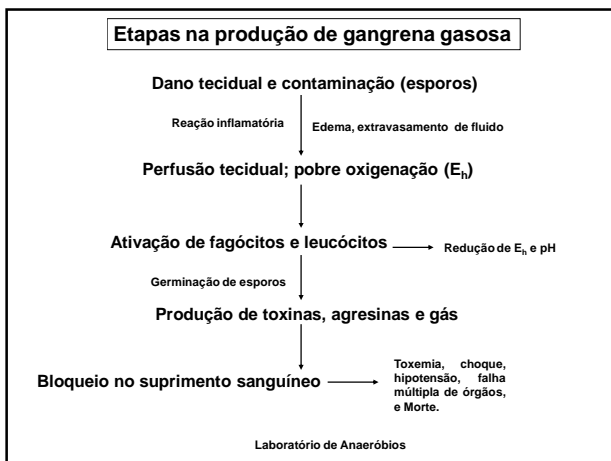 Etapas na produção de gangrena gasosa
Dano tecidual e contaminação (esporos)
Reação inflamatória
Edema, extravasamento de fluido
Perfusão tecidual; pobre oxigenação (Eh)
Ativação de fagócitos e leucócitos
Redução de Eh e pH
Germinação de esporos
Produção de toxinas, agresinas e gás
Bloqueio no suprimento sanguíneo
Toxemia, choque,
hipotensão, falha
múltipla de órgãos,
e Morte.
Laboratório de Anaeróbios